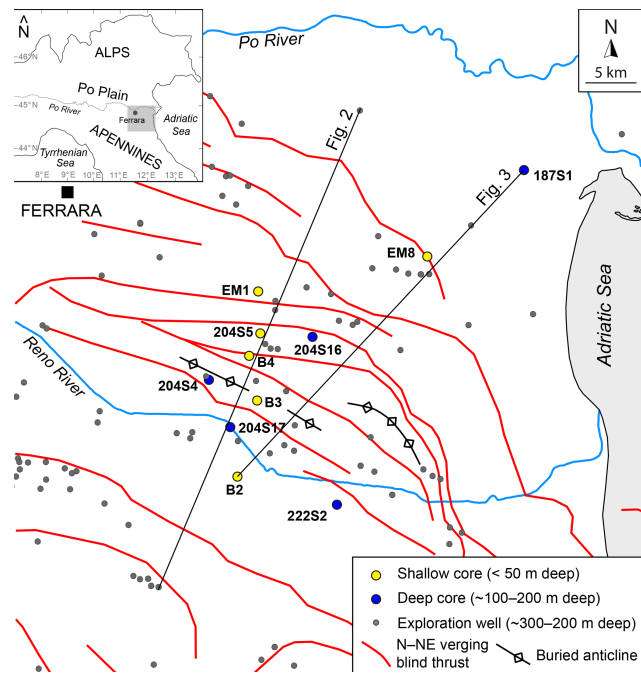 N
ALPS
46°N
Po Plain
45°N
Po River
Ferrara
Adriatic
Sea
APENNINES
44°N
Tyrrhenian
Sea
8°E 9°E 10°E 11°E 12°E 13°E
FERRARA
Po River
N
5 km
Fig. 2
Fig. 3
187S1
EM8
EM1
204S5
204S16
B4
Reno River
204S4
B3
204S17
B2
222S2
Adriatic Sea
Shallow core (< 50 m deep)
Deep core (~100–200 m deep)
Exploration well (~300–200 m deep)
N–NE verging
blind thrust
Buried anticline